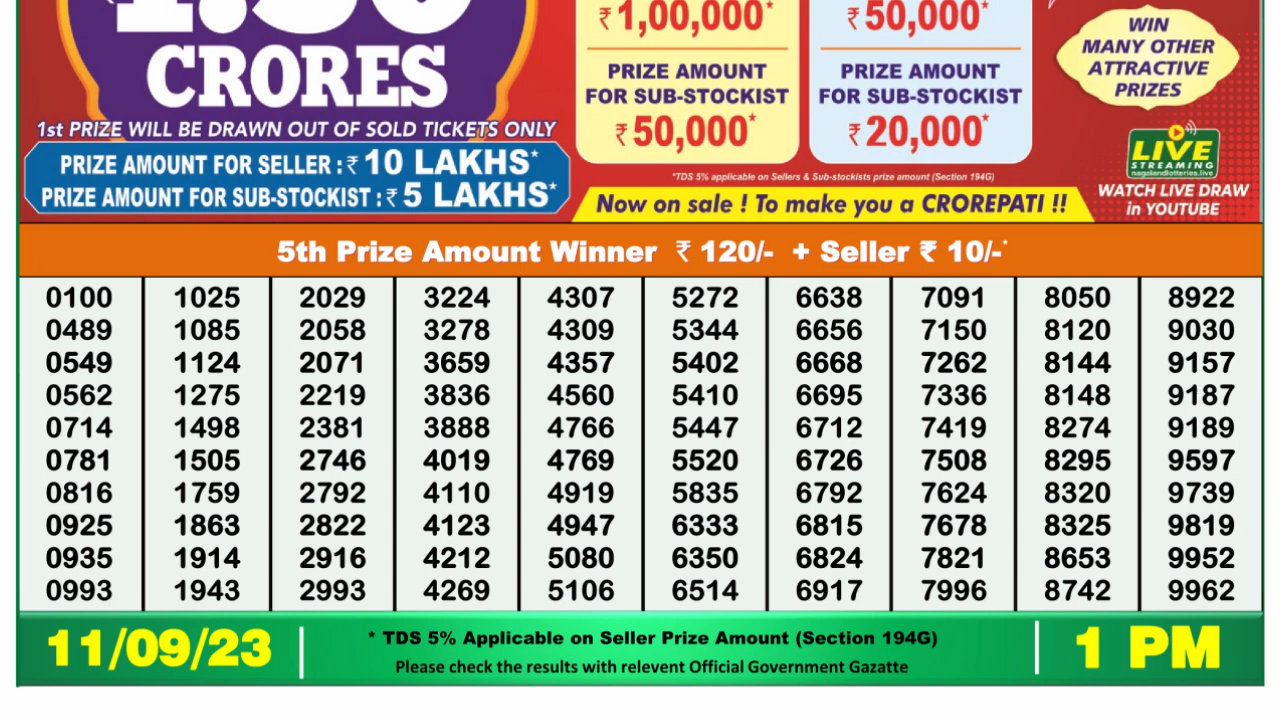 CRORES
1st PRIZE WILL BE DRAWN OUT OF SOLD TICKETS ONLY
PRIZE AMOUNT FOR SELLER : ₹ 10 LAKHS*
PRIZE AMOUNT FOR SUB-STOCKIST : ₹ 5 LAKHS*
₹1,00,000*
PRIZE AMOUNT
FOR SUB-STOCKIST
₹50,000*
₹50,000*
PRIZE AMOUNT
FOR SUB-STOCKIST
₹20,000*
WIN
MANY OTHER
ATTRACTIVE
PRIZES
LIVE
STREAMING
nagalandlotteries.live
WATCH LIVE DRAW
in YOUTUBE
*TDS 5% applicable on Sellers & Sub-stockists prize amount (Section 194G)
Now on sale ! To make you a CROREPATI !!
5th Prize Amount Winner ₹ 120/- + Seller ₹ 10/-*
0100 1025 2029 3224 4307 5272 6638 7091 8050 8922
0489 1085 2058 3278 4309 5344 6656 7150 8120 9030
0549 1124 2071 3659 4357 5402 6668 7262 8144 9157
0562 1275 2219 3836 4560 5410 6695 7336 8148 9187
0714 1498 2381 3888 4766 5447 6712 7419 8274 9189
0781 1505 2746 4019 4769 5520 6726 7508 8295 9597
0816 1759 2792 4110 4919 5835 6792 7624 8320 9739
0925 1863 2822 4123 4947 6333 6815 7678 8325 9819
0935 1914 2916 4212 5080 6350 6824 7821 8653 9952
0993 1943 2993 4269 5106 6514 6917 7996 8742 9962
11/09/23
* TDS 5% Applicable on Seller Prize Amount (Section 194G)
Please check the results with relevent Official Government Gazatte
1 PM